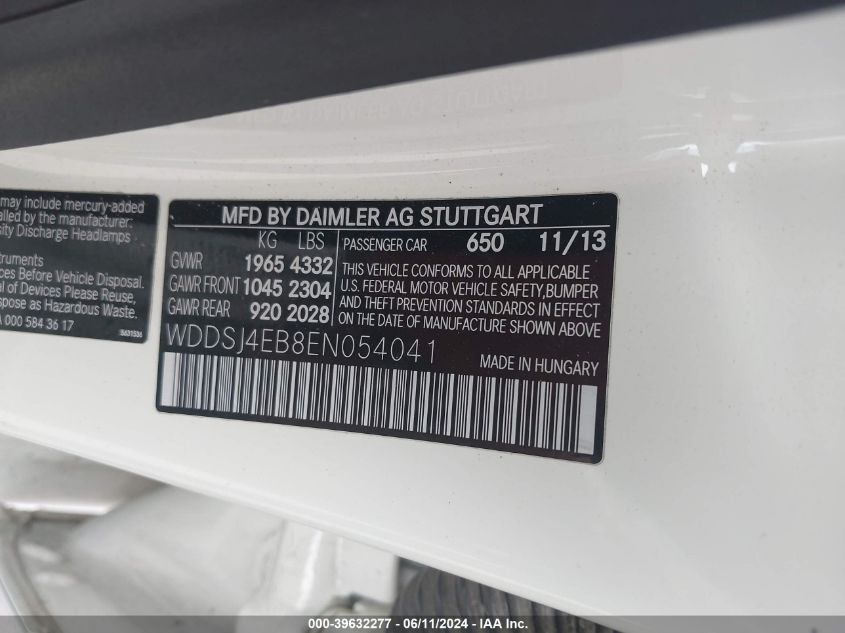 may include mercury-added
alled by the manufacturer:
sity Discharge Headlamps
nstruments
ces Before Vehicle Disposal.
al of Devices Please Reuse,
spose as Hazardous Waste.
A 000 584 36 17
MFD BY DAIMLER AG STUTTGART
KG LBS
GVWR 1965 4332
GAWR FRONT 1045 2304
GAWR REAR 920 2028
PASSENGER CAR 650 11/13
THIS VEHICLE CONFORMS TO ALL APPLICABLE
U.S. FEDERAL MOTOR VEHICLE SAFETY,BUMPER
AND THEFT PREVENTION STANDARDS IN EFFECT
ON THE DATE OF MANUFACTURE SHOWN ABOVE
WDDSJ4EB8EN054041
MADE IN HUNGARY
000-39632277 - 06/11/2024 - IAA Inc.